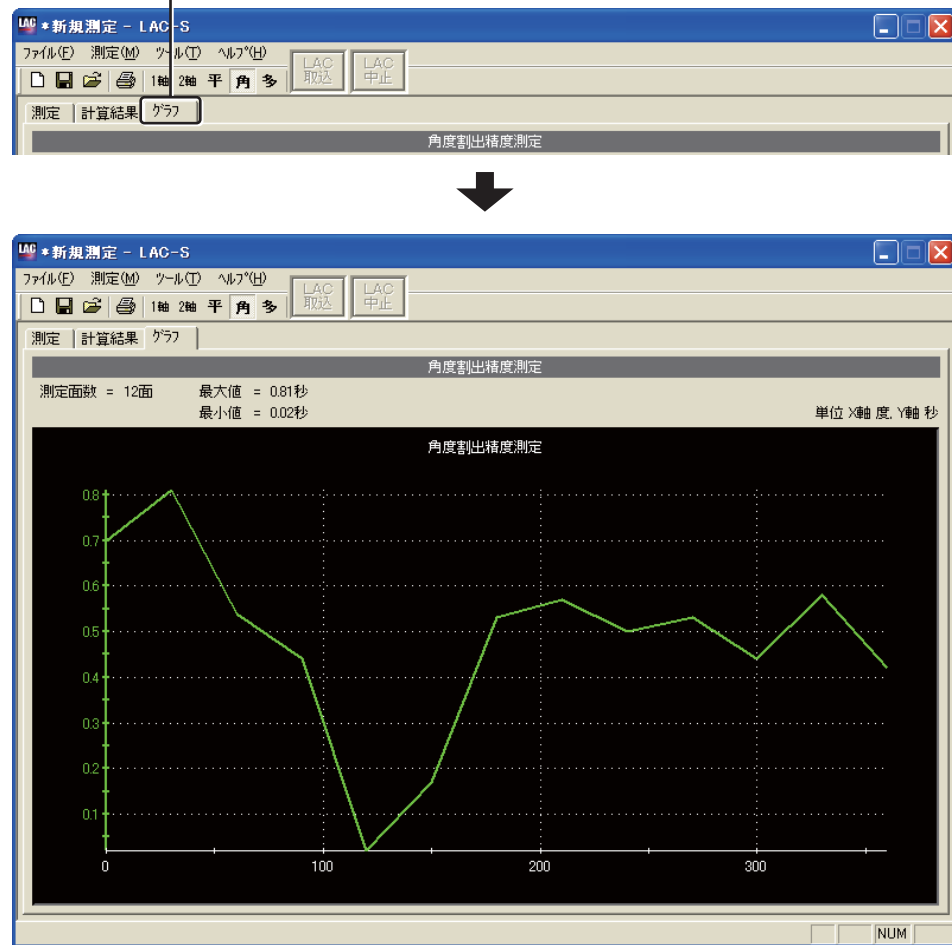 LAC *新規測定 - LAC-S
ファイル(F) 測定(M) ツール(T) ヘルプ(H)
LAC 取込 LAC 中止
1軸 2軸 平 角 多
測定 計算結果 グラフ
角度割出精度測定
LAC *新規測定 - LAC-S
ファイル(F) 測定(M) ツール(T) ヘルプ(H)
LAC 取込 LAC 中止
1軸 2軸 平 角 多
測定 計算結果 グラフ
角度割出精度測定
測定面数 = 12面 最大値 = 0.81秒
最小値 = 0.02秒 単位 X軸 度, Y軸 秒
角度割出精度測定
0.8
0.7
0.6
0.5
0.4
0.3
0.2
0.1
0 100 200 300
NUM